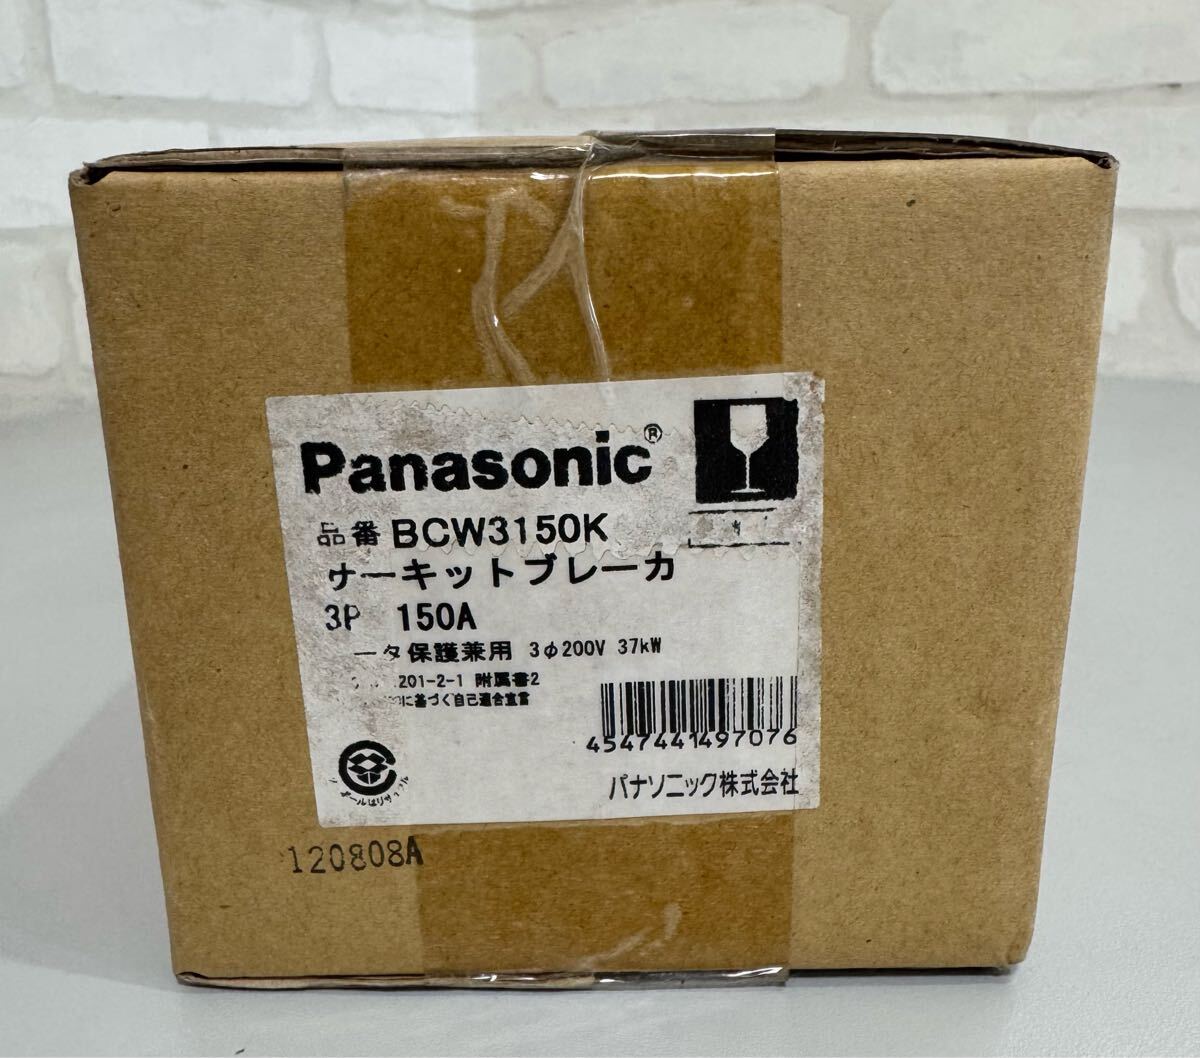 Panasonic®
品番 BCW3150K
サーキットブレーカ
3P 150A
ータ保護兼用 3φ200V 37kW
201-2-1 附属書2
に基づく自己適合宣言
4547441497076
パナソニック株式会社
120808A